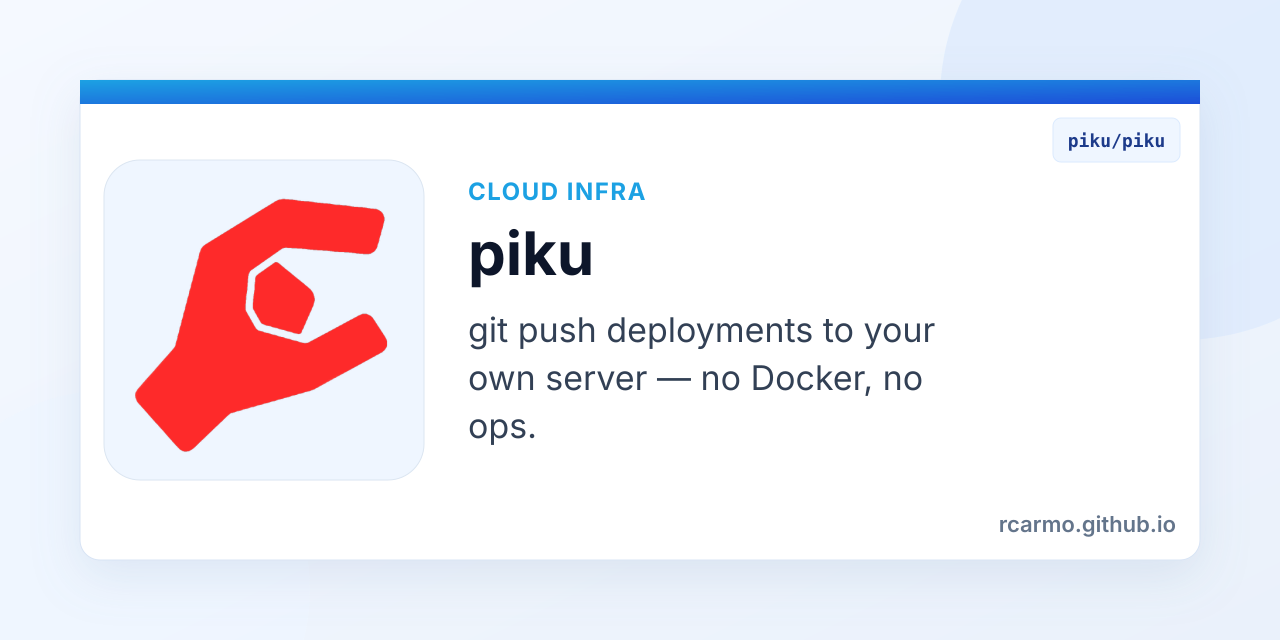 piku/piku
CLOUD INFRA
piku
git push deployments to your
own server — no Docker, no
ops.
rcarmo.github.io